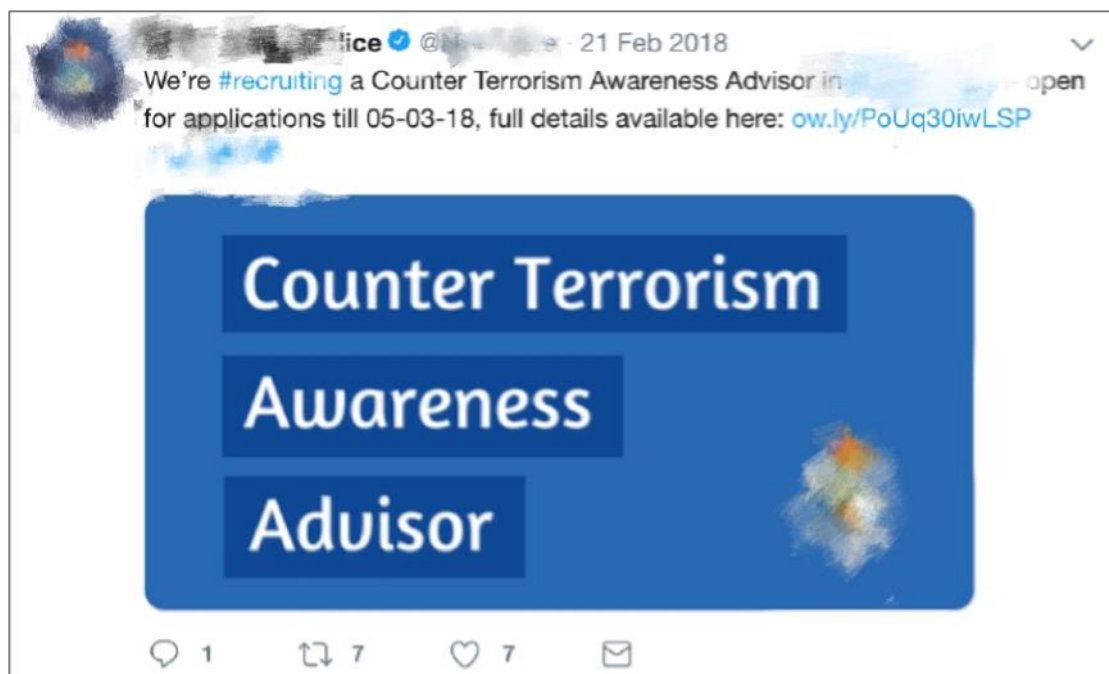 21 Feb 2018
We're #recruiting a Counter Terrorism Awareness Advisor in open
for applications till 05-03-18, full details available here: ow.ly/PoUq30iwLSP
Counter Terrorism
Awareness
Advisor
1 7 7